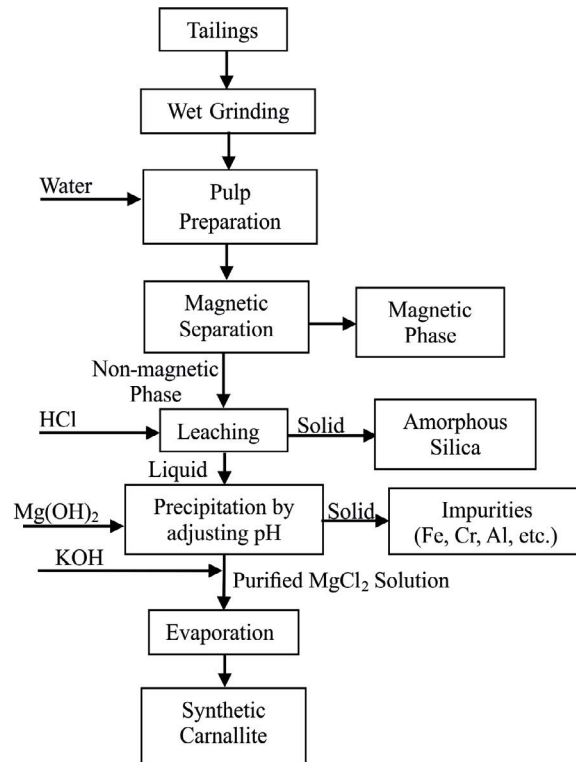 Tailings
Wet Grinding
Water
Pulp
Preparation
Magnetic
Separation
Magnetic
Phase
Non-magnetic
Phase
HCl
Leaching
Solid
Amorphous
Silica
Liquid
Mg(OH)₂
Precipitation by
adjusting pH
Solid
Impurities
(Fe, Cr, Al, etc.)
KOH
Purified MgCl₂ Solution
Evaporation
Synthetic
Carnallite